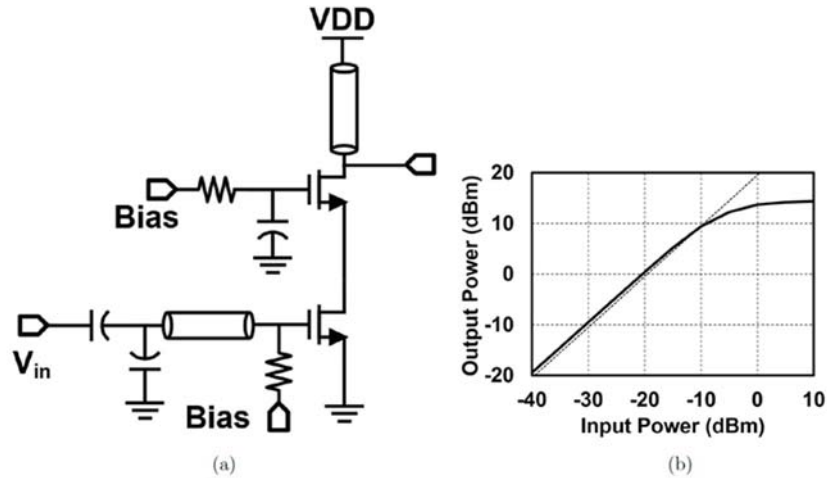 VDD
Bias
V_in
Bias
(a)
Output Power (dBm)
20
10
0
-10
-20
-40 -30 -20 -10 0 10
Input Power (dBm)
(b)